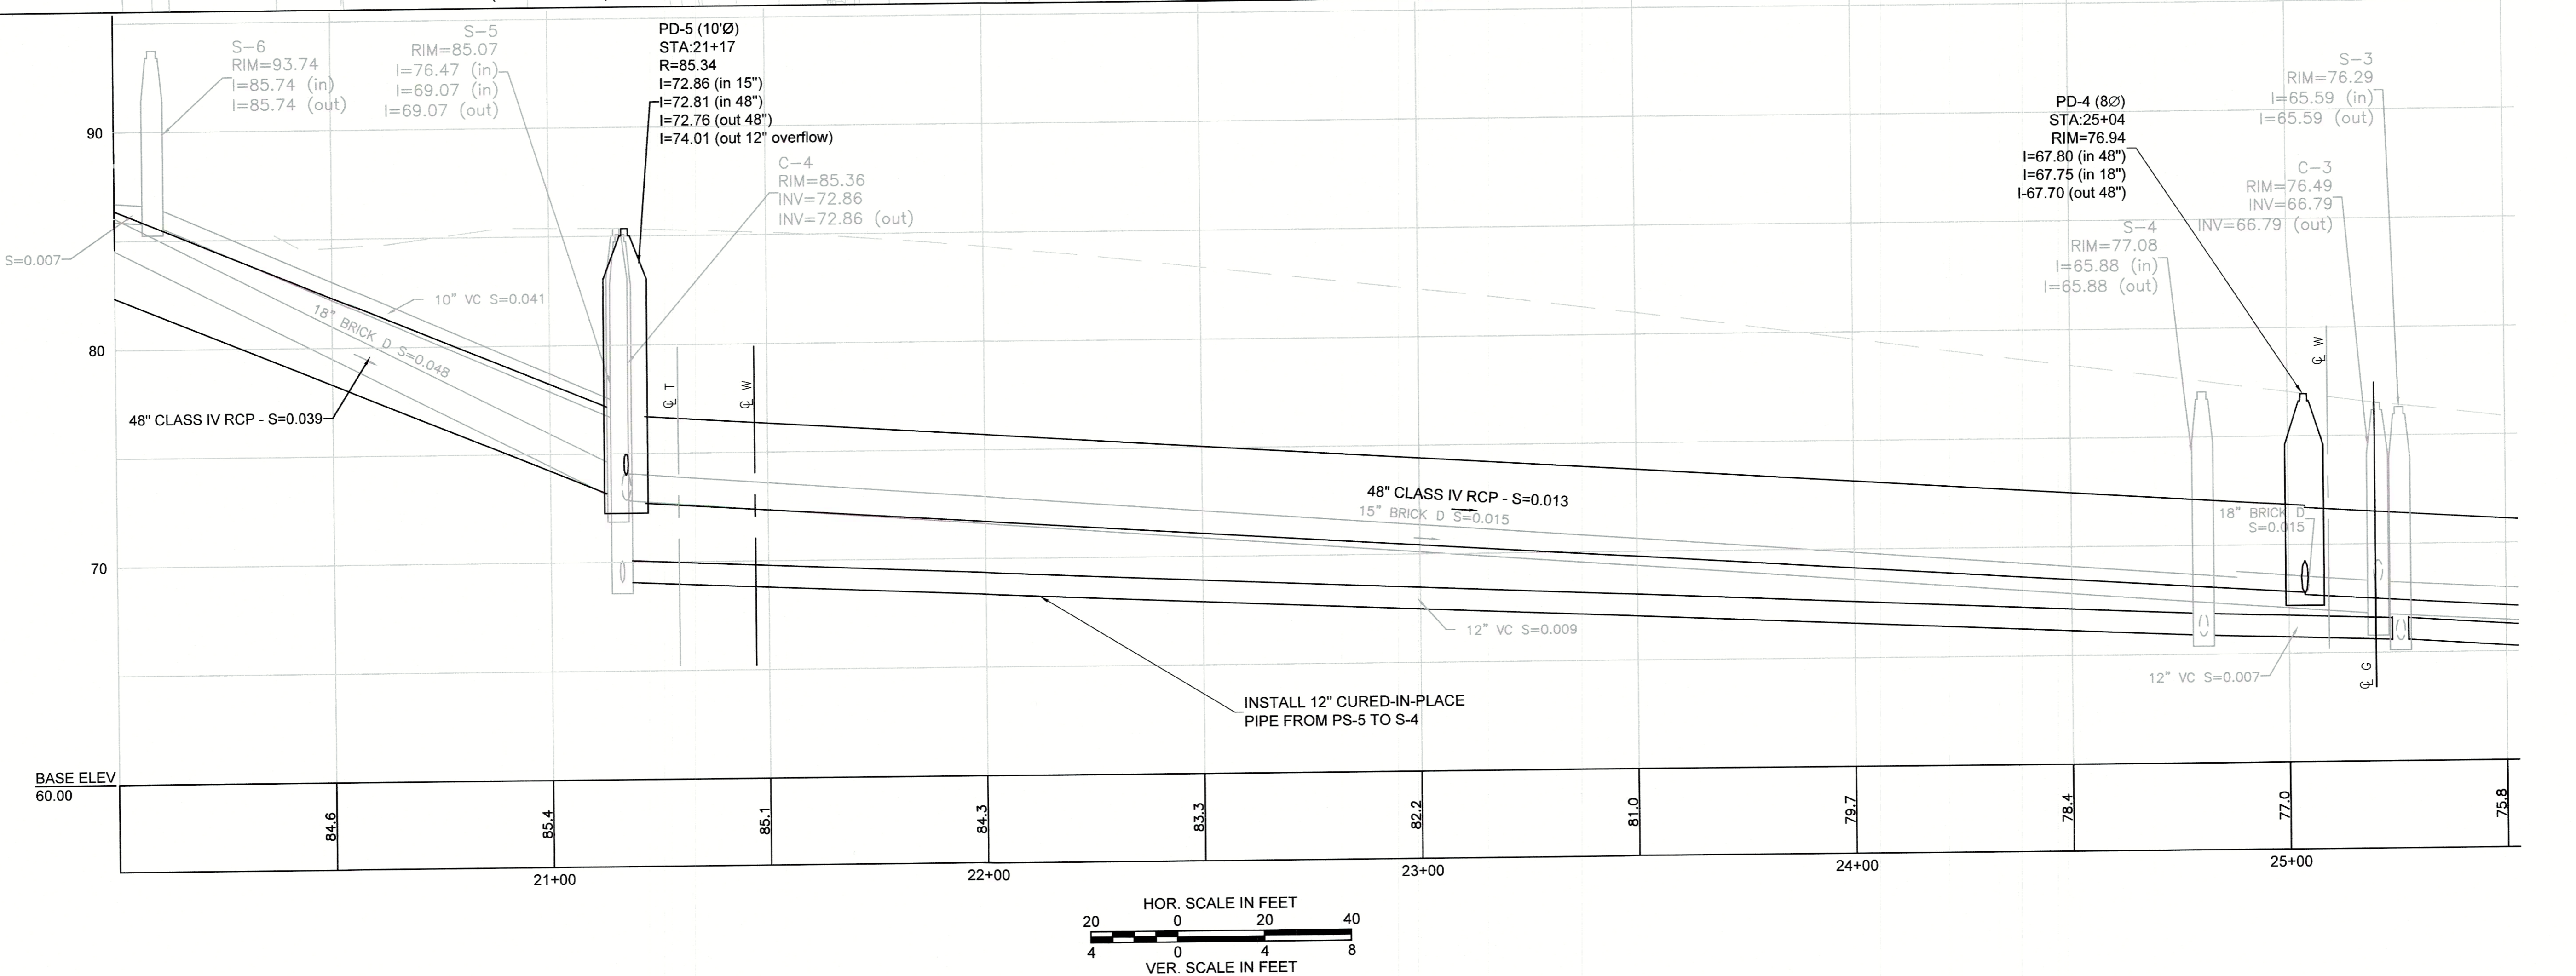 S-6
RIM=93.74
I=85.74 (in)
I=85.74 (out)
S-5
RIM=85.07
I=76.47 (in)
I=69.07 (in)
I=69.07 (out)
PD-5 (10'Ø)
STA:21+17
R=85.34
I=72.86 (in 15")
I=72.81 (in 48")
I=72.76 (out 48")
I=74.01 (out 12" overflow)
C-4
RIM=85.36
INV=72.86
INV=72.86 (out)
PD-4 (8Ø)
STA:25+04
RIM=76.94
I=67.80 (in 48")
I=67.75 (in 18")
I-67.70 (out 48")
S-3
RIM=76.29
I=65.59 (in)
I=65.59 (out)
C-3
RIM=76.49
INV=66.79
INV=66.79 (out)
S-4
RIM=77.08
I=65.88 (in)
I=65.88 (out)
90
80
70
S=0.007
10" VC S=0.041
18" BRICK D S=0.048
48" CLASS IV RCP - S=0.039
℄ T
℄ W
℄ W
48" CLASS IV RCP - S=0.013
15" BRICK D S=0.015
18" BRICK D
S=0.015
12" VC S=0.009
12" VC S=0.007
℄ G
INSTALL 12" CURED-IN-PLACE
PIPE FROM PS-5 TO S-4
BASE ELEV
60.00
84.6
85.4
85.1
84.3
83.3
82.2
81.0
79.7
78.4
77.0
75.8
21+00
22+00
23+00
24+00
25+00
HOR. SCALE IN FEET
20 0 20 40
4 0 4 8
VER. SCALE IN FEET